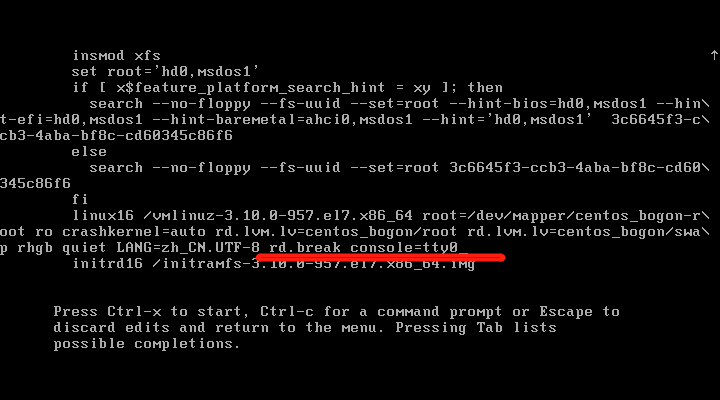 insmod xfs
set root='hd0,msdos1'
if [ x$feature_platform_search_hint = xy ]; then
search --no-floppy --fs-uuid --set=root --hint-bios=hd0,msdos1 --hin\
t-efi=hd0,msdos1 --hint-baremetal=ahci0,msdos1 --hint='hd0,msdos1'  3c6645f3-c\
cb3-4aba-bf8c-cd60345c86f6
else
search --no-floppy --fs-uuid --set=root 3c6645f3-ccb3-4aba-bf8c-cd60\
345c86f6
fi
linux16 /vmlinuz-3.10.0-957.el7.x86_64 root=/dev/mapper/centos_bogon-r\
oot ro crashkernel=auto rd.lvm.lv=centos_bogon/root rd.lvm.lv=centos_bogon/swa\
p rhgb quiet LANG=zh_CN.UTF-8 rd.break console=tty0_
initrd16 /initramfs-3.10.0-957.el7.x86_64.img
Press Ctrl-x to start, Ctrl-c for a command prompt or Escape to
discard edits and return to the menu. Pressing Tab lists
possible completions.